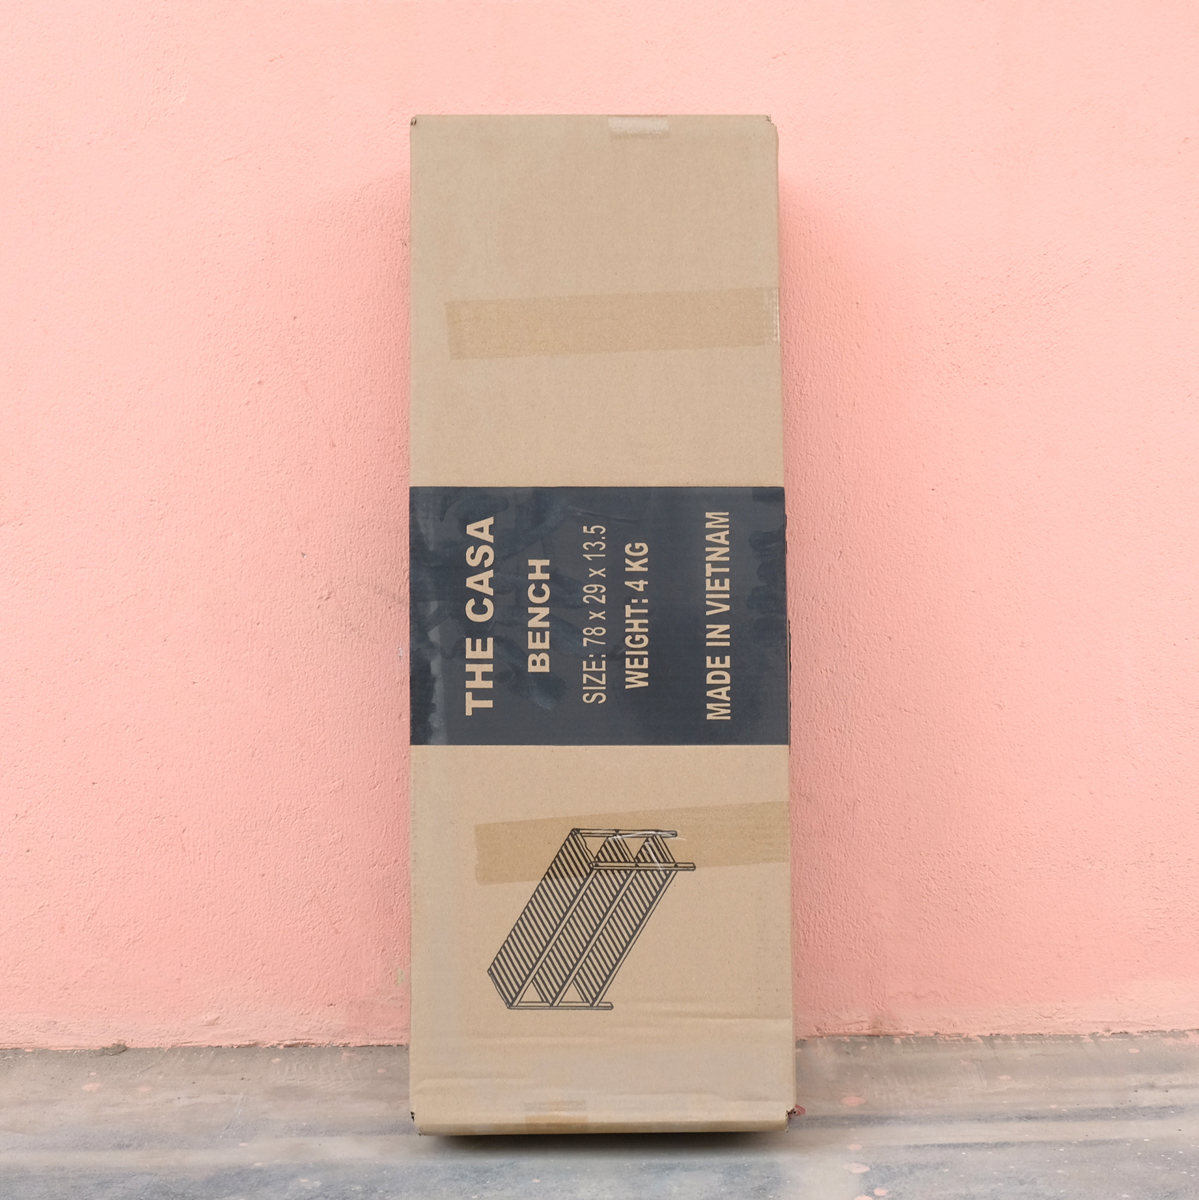 THE CASA
BENCH
SIZE: 78 x 29 x 13.5
WEIGHT: 4 KG
MADE IN VIETNAM